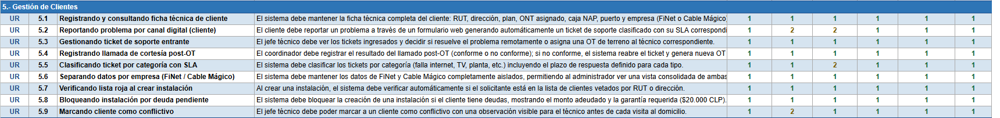 5.- Gestión de Clientes
UR 5.1 Registrando y consultando ficha técnica de cliente El sistema debe mantener la ficha técnica completa del cliente: RUT, dirección, plan, ONT asignado, caja NAP, puerto y empresa (FiNet o Cable Mágico) 1 1 1 1 1 1
UR 5.2 Reportando problema por canal digital (cliente) El cliente debe reportar un problema a través de un formulario web generando automáticamente un ticket de soporte clasificado con su SLA correspondi 1 2 2 1 1 1
UR 5.3 Gestionando ticket de soporte entrante El jefe técnico debe ver los tickets ingresados y decidir si resuelve el problema remotamente o asigna una OT de terreno al técnico correspondiente. 1 1 1 1 1 1
UR 5.4 Registrando llamada de cortesía post-OT El coordinador debe registrar el resultado del llamado post-OT (conforme o no conforme); si no conforme, el sistema reabre el ticket y genera nueva OT 1 1 1 1 1 1
UR 5.5 Clasificando ticket por categoría con SLA El sistema debe clasificar los tickets por categoría (falla internet, TV, planta, etc.) incluyendo el plazo de respuesta definido para cada tipo. 1 1 2 1 1 1
UR 5.6 Separando datos por empresa (FiNet / Cable Mágico) El sistema debe mantener los datos de FiNet y Cable Mágico completamente aislados, permitiendo al administrador ver una vista consolidada de ambas 1 1 1 1 1 1
UR 5.7 Verificando lista roja al crear instalación Al crear una instalación, el sistema debe verificar automáticamente si el solicitante está en la lista de clientes vetados por RUT o dirección. 1 1 1 1 1 1
UR 5.8 Bloqueando instalación por deuda pendiente El sistema debe bloquear la creación de una instalación si el cliente tiene deudas, mostrando el monto adeudado y la garantía requerida ($20.000 CLP). 1 1 1 1 1 1
UR 5.9 Marcando cliente como conflictivo El jefe técnico debe poder marcar a un cliente como conflictivo con una observación visible para el técnico antes de cada visita al domicilio. 1 2 1 1 1 1